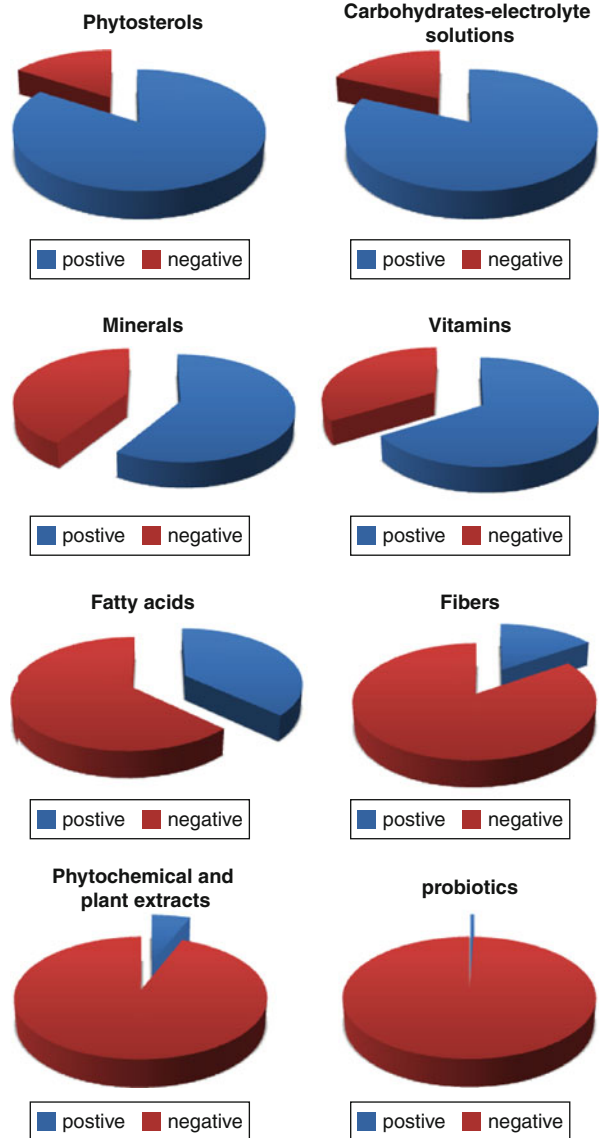 Phytosterols
Carbohydrates-electrolyte
solutions
postive negative
postive negative
Minerals
Vitamins
postive negative
postive negative
Fatty acids
Fibers
postive negative
postive negative
Phytochemical and
plant extracts
probiotics
postive negative
postive negative